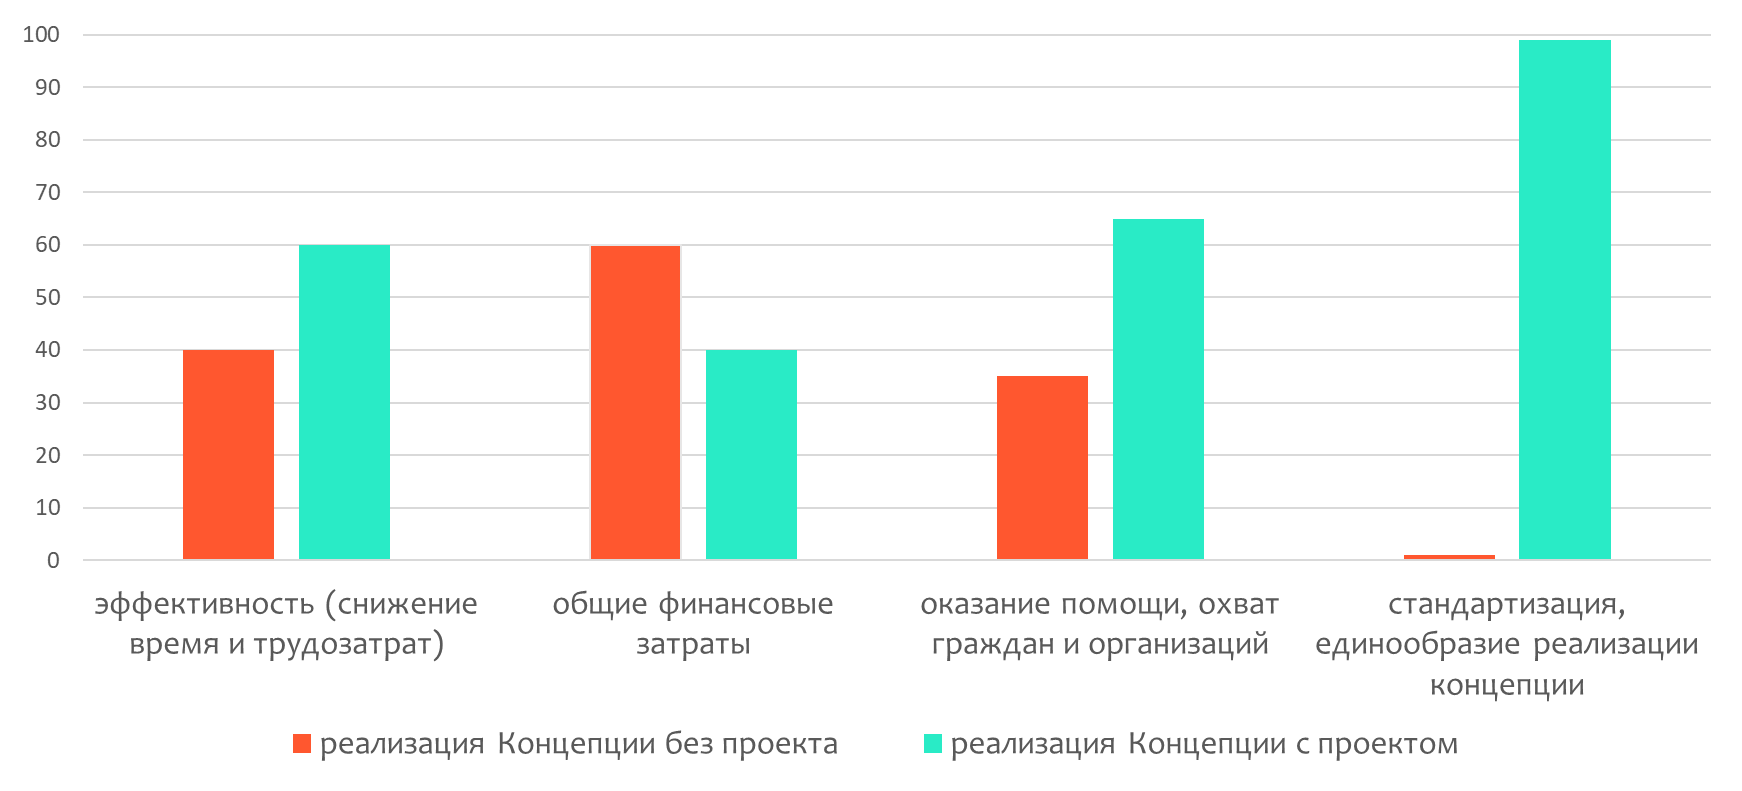 100
90
80
70
60
50
40
30
20
10
0
эффективность (снижение
время и трудозатрат)
общие финансовые
затраты
оказание помощи, охват
граждан и организаций
стандартизация,
единообразие реализации
концепции
реализация Концепции без проекта
реализация Концепции с проектом